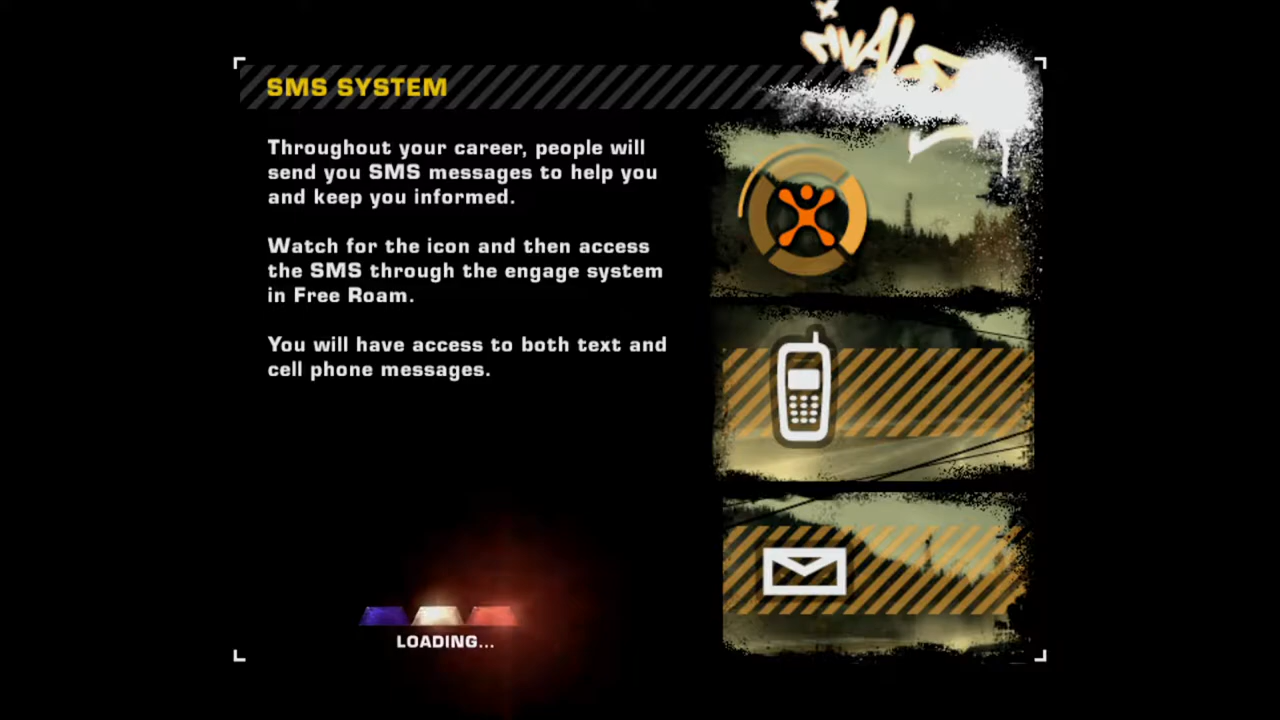 Rivals
SMS SYSTEM
Throughout your career, people will
send you SMS messages to help you
and keep you informed.
Watch for the icon and then access
the SMS through the engage system
in Free Roam.
You will have access to both text and
cell phone messages.
LOADING...